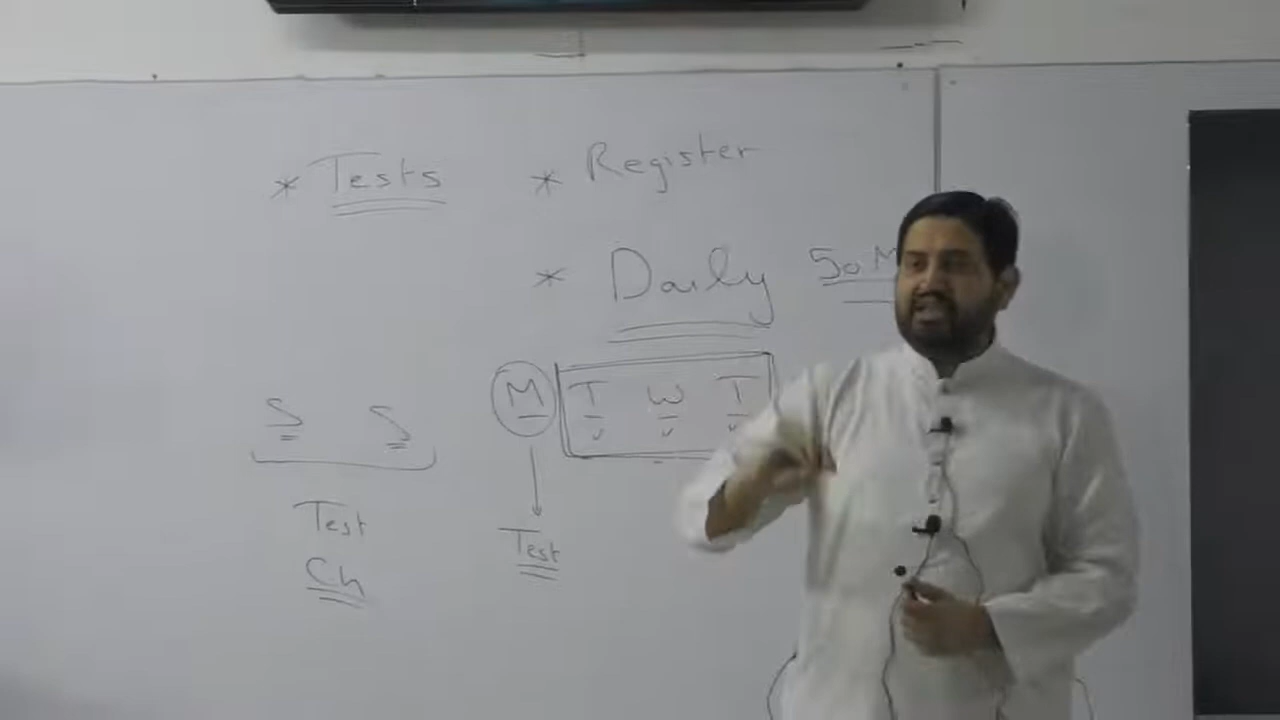 * Tests * Register
* Daily 50 M
S S M T W T
Test Test
Ch